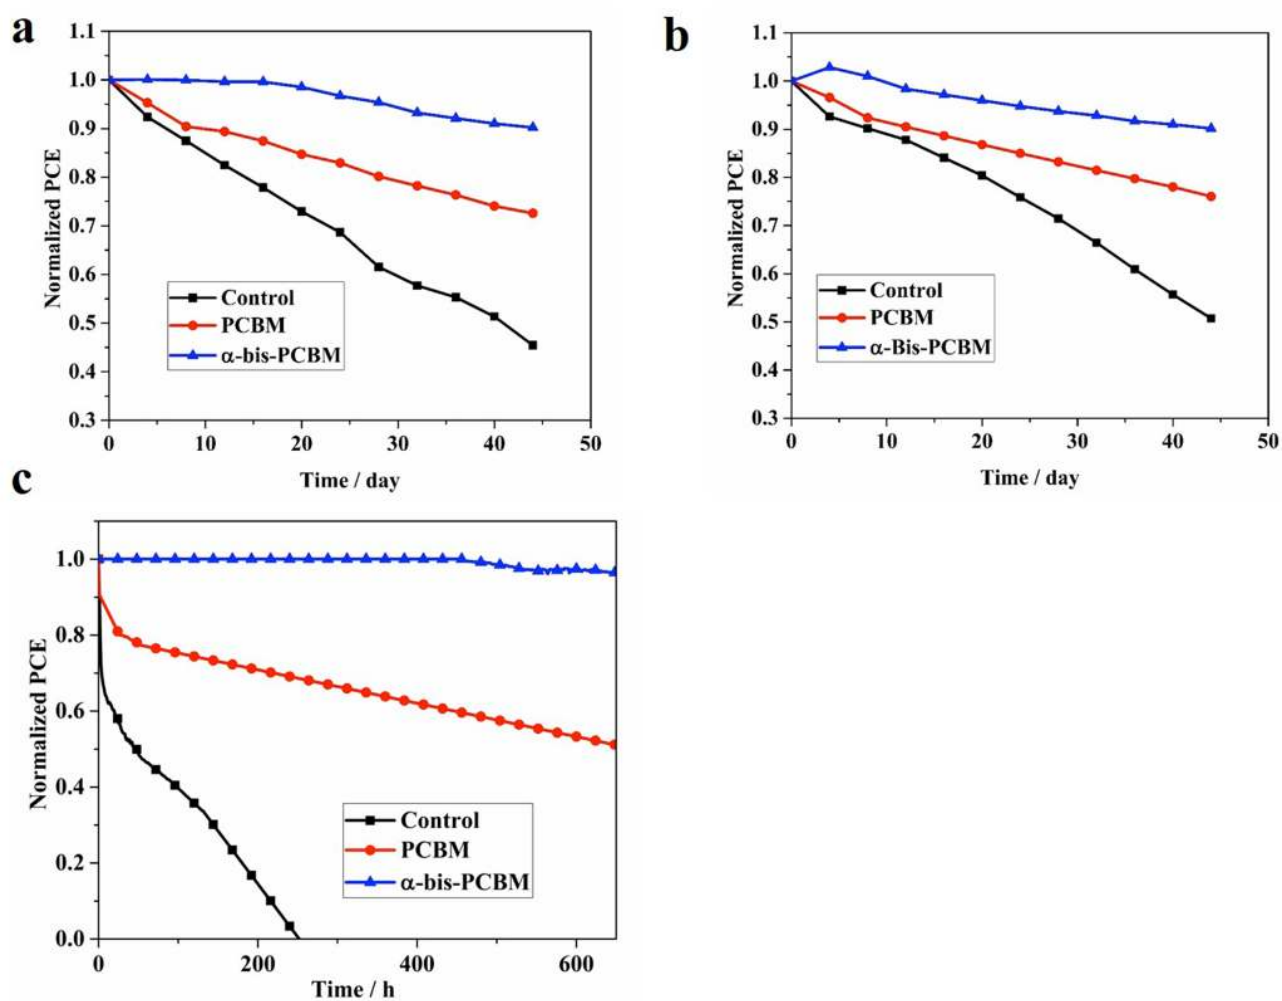 a
1.1
1.0
0.9
0.8
0.7
0.6
0.5
0.4
0.3
Normalized PCE
Control
PCBM
α-bis-PCBM
0 10 20 30 40 50
Time / day
b
1.1
1.0
0.9
0.8
0.7
0.6
0.5
0.4
0.3
Normalized PCE
Control
PCBM
α-Bis-PCBM
0 10 20 30 40 50
Time / day
c
1.0
0.8
0.6
0.4
0.2
0.0
Normalized PCE
Control
PCBM
α-bis-PCBM
0 200 400 600
Time / h